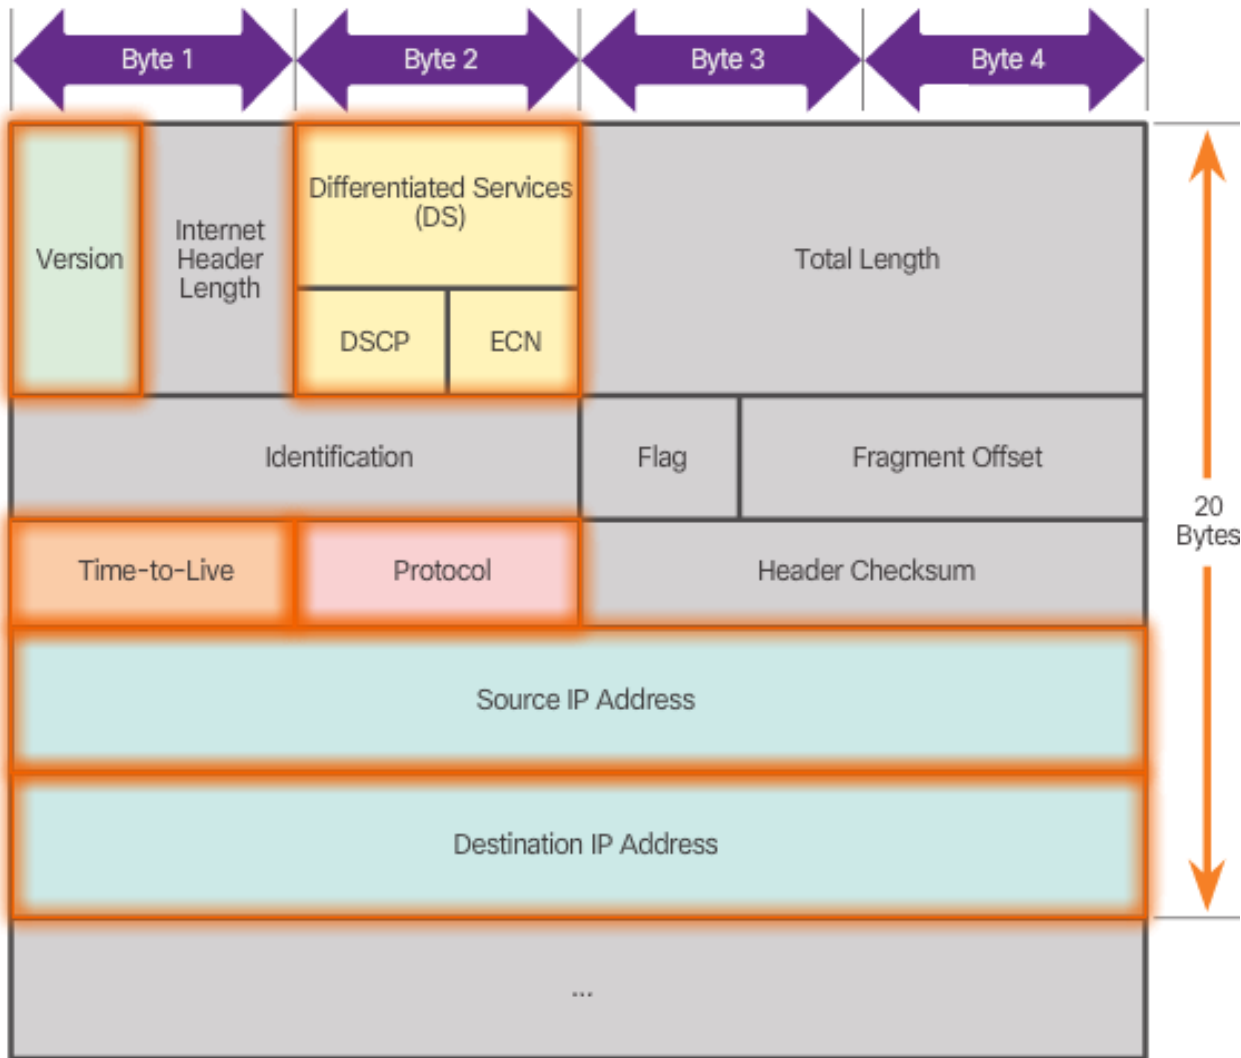 Byte 1
Byte 2
Byte 3
Byte 4
Version
Internet
Header
Length
Differentiated Services
(DS)
DSCP
ECN
Total Length
Identification
Flag
Fragment Offset
20
Bytes
Time-to-Live
Protocol
Header Checksum
Source IP Address
Destination IP Address
...